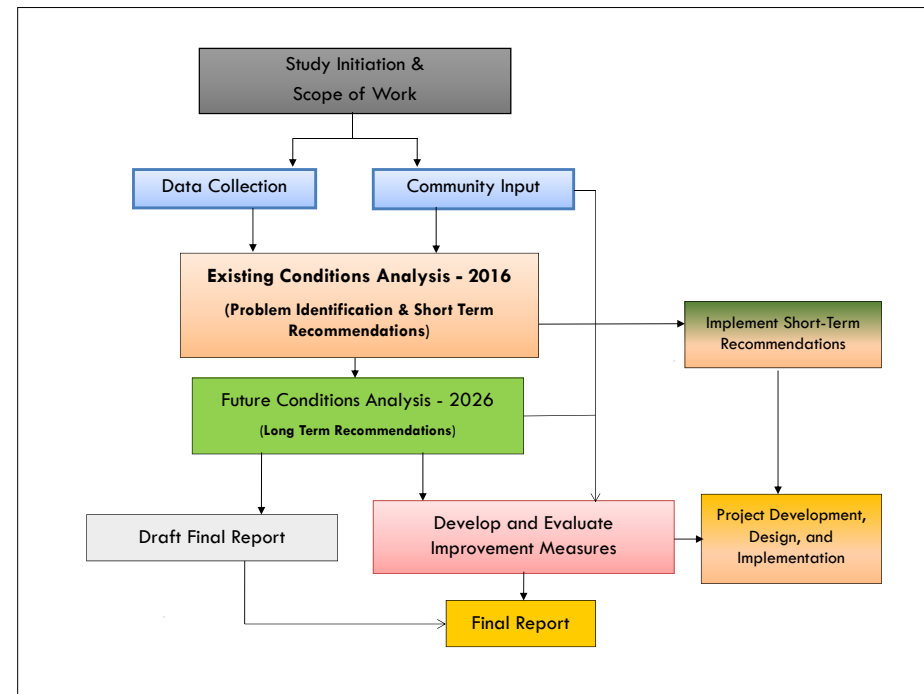 Study Initiation &
Scope of Work
Data Collection
Community Input
Existing Conditions Analysis - 2016
(Problem Identification & Short Term
Recommendations)
Implement Short-Term
Recommendations
Future Conditions Analysis - 2026
(Long Term Recommendations)
Draft Final Report
Develop and Evaluate
Improvement Measures
Project Development,
Design, and
Implementation
Final Report